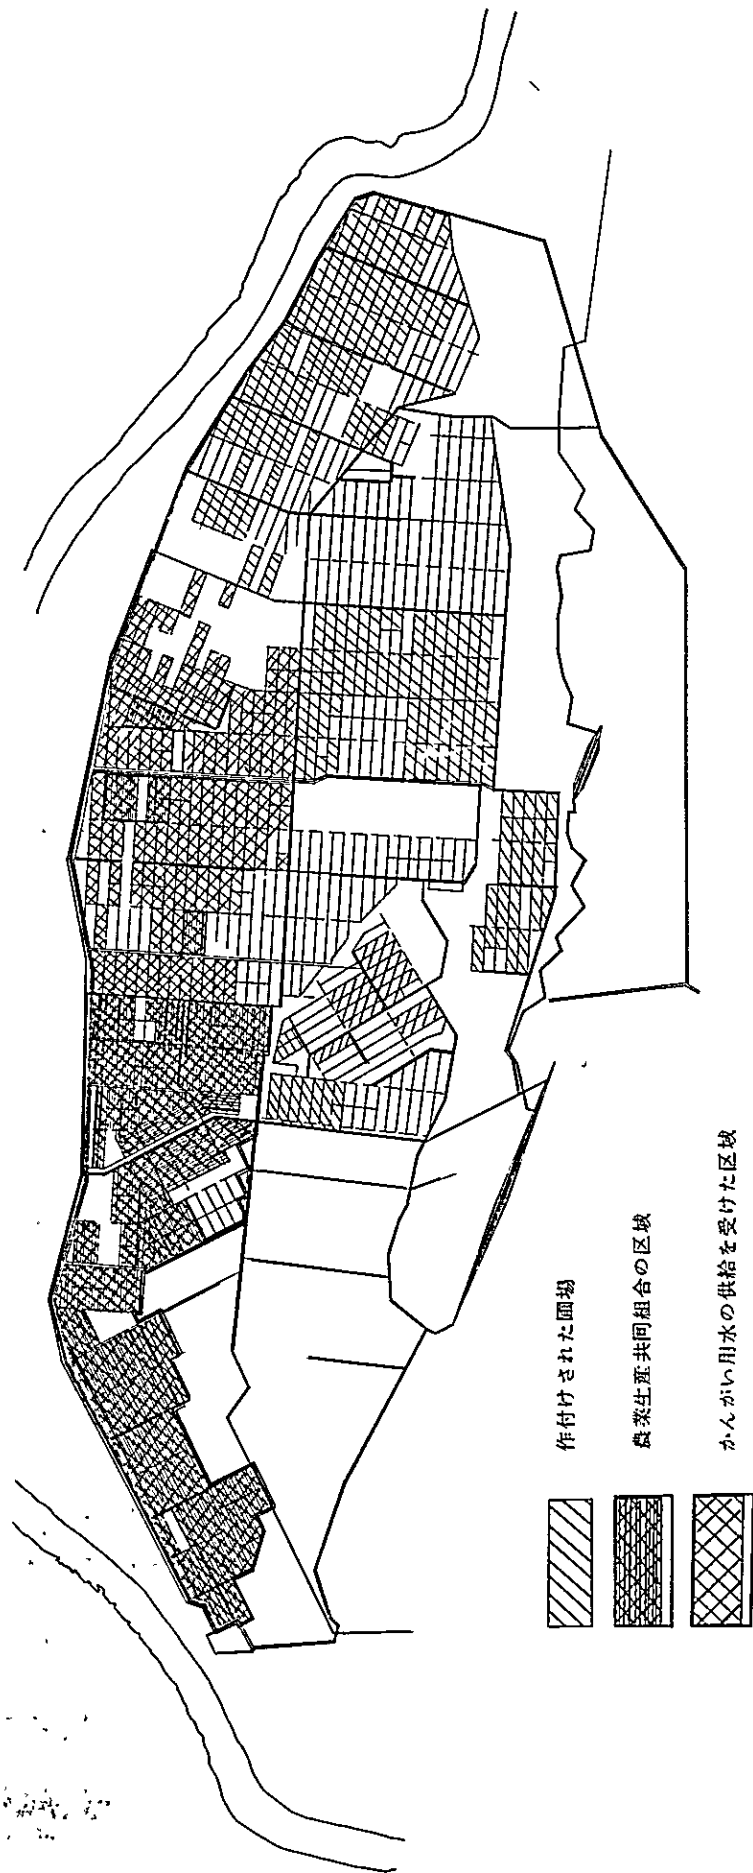 作付けされた圃場
農業生産共同組合の区域
かんがい用水の供給を受けた区域